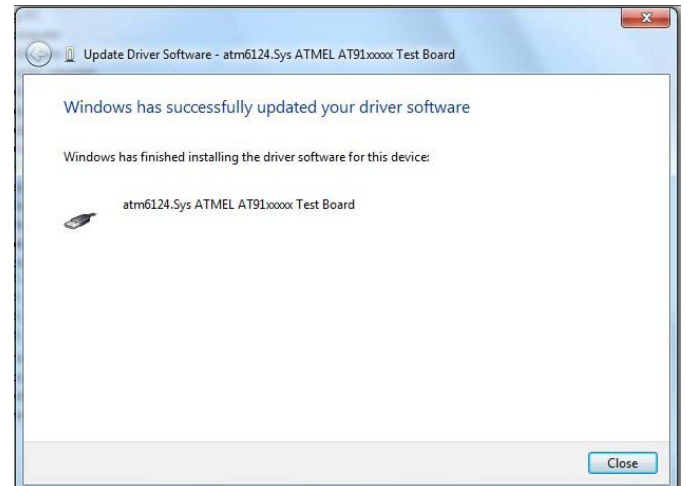 Update Driver Software - atm6124.Sys ATMEL AT91xxxxx Test Board
Windows has successfully updated your driver software
Windows has finished installing the driver software for this device:
atm6124.Sys ATMEL AT91xxxxx Test Board
Close